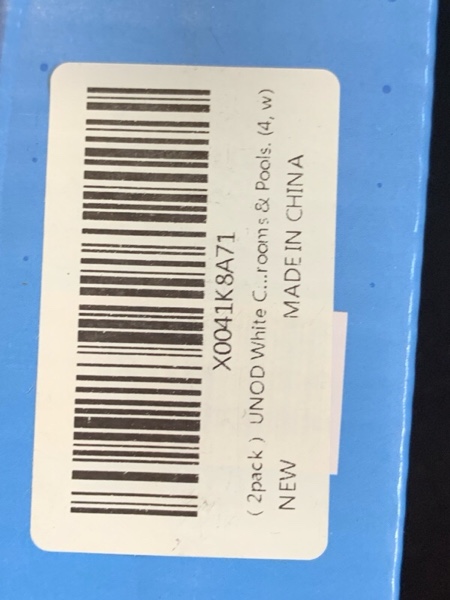 X0041K8A71
( 2pack ) UNOD White C...rooms & Pools. (4, w)
NEW MADE IN CHINA